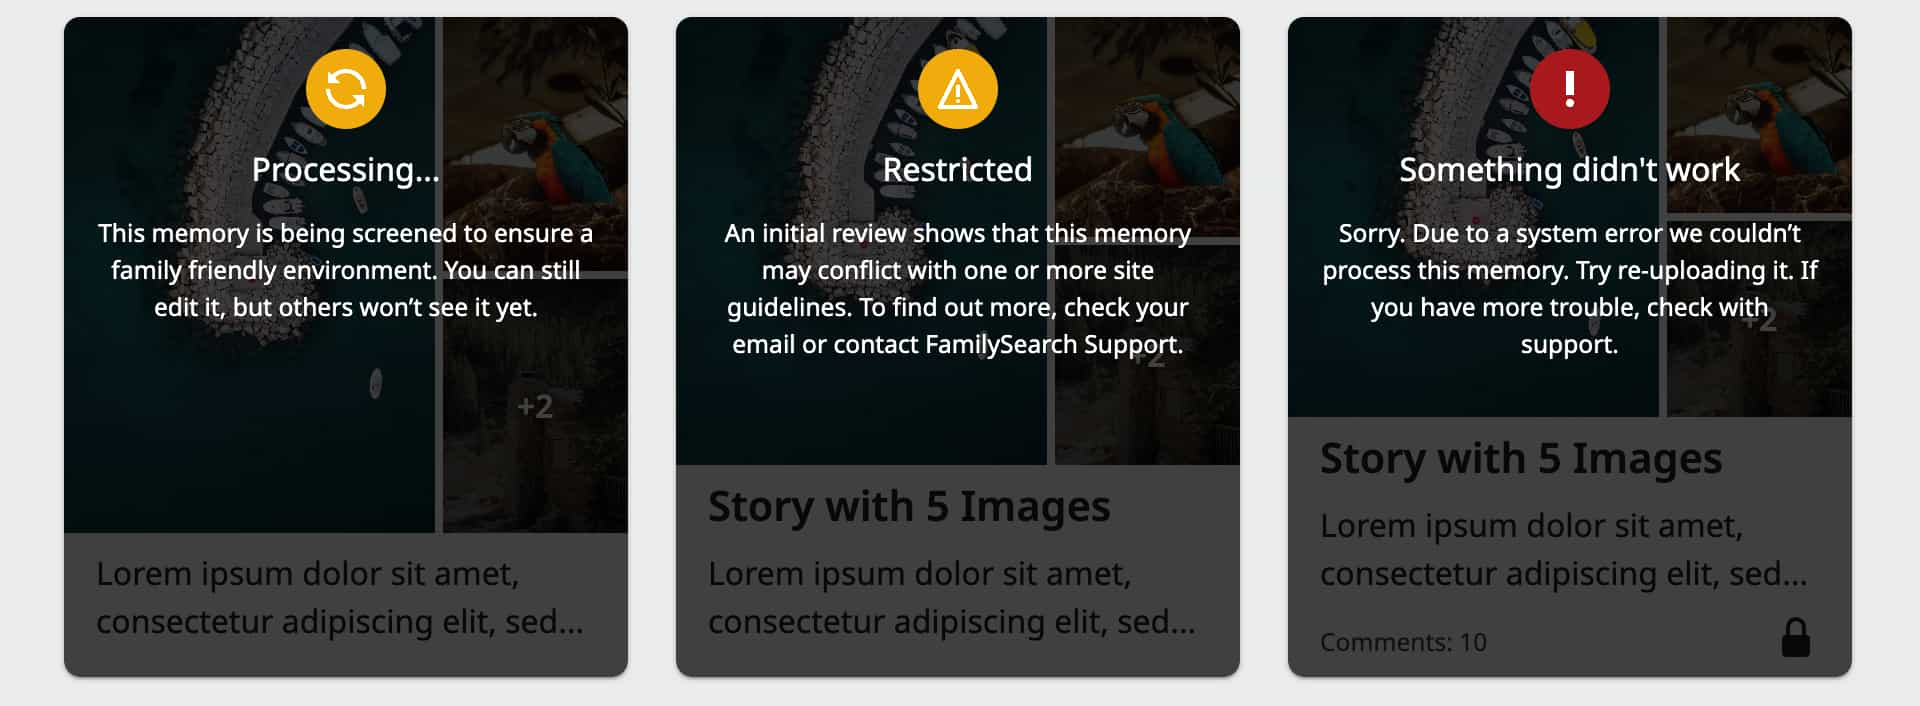 Processing...
This memory is being screened to ensure a
family friendly environment. You can still
edit it, but others won’t see it yet.
+2
Lorem ipsum dolor sit amet,
consectetur adipiscing elit, sed...
Restricted
An initial review shows that this memory
may conflict with one or more site
guidelines. To find out more, check your
email or contact FamilySearch Support.
+2
Story with 5 Images
Lorem ipsum dolor sit amet,
consectetur adipiscing elit, sed...
Something didn't work
Sorry. Due to a system error we couldn’t
process this memory. Try re-uploading it. If
you have more trouble, check with
support.
+2
Story with 5 Images
Lorem ipsum dolor sit amet,
consectetur adipiscing elit, sed...
Comments: 10